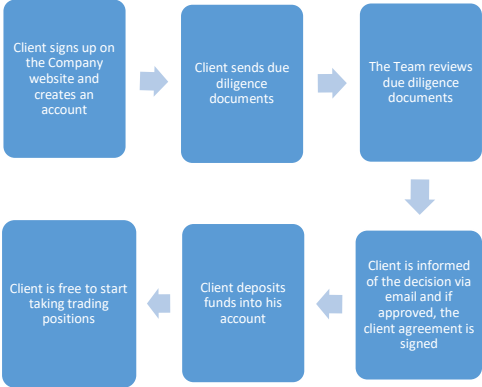 Client signs up on
the Company
website and
creates an
account
Client sends due
diligence
documents
The Team reviews
due diligence
documents
Client is informed
of the decision via
email and if
approved, the
client agreement is
signed
Client deposits
funds into his
account
Client is free to start
taking trading
positions